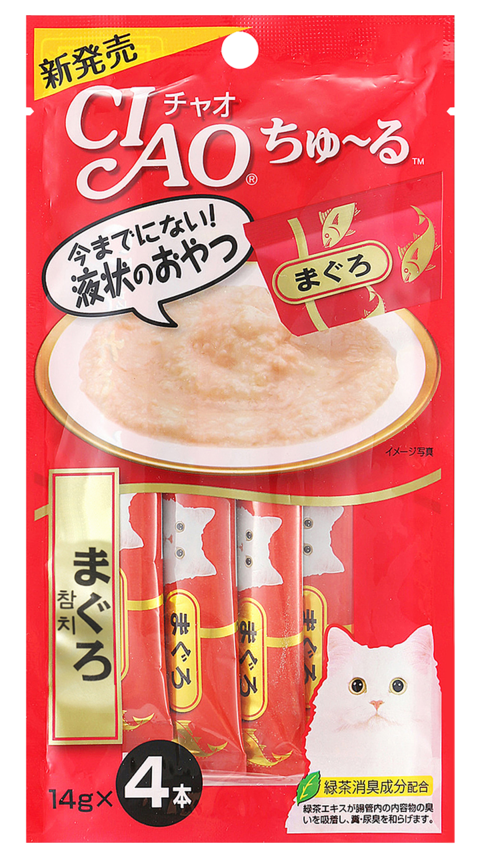 新発売
CIAO チャオ ちゅ〜る™
®
今までにない!
液状のおやつ
まぐろ
イメージ写真
まぐろ
참치
まぐろ
まぐろ
まぐろ
14g×4本
緑茶消臭成分配合
緑茶エキスが腸管内の内容物の臭
いを吸着し、糞・尿臭を和らげます。